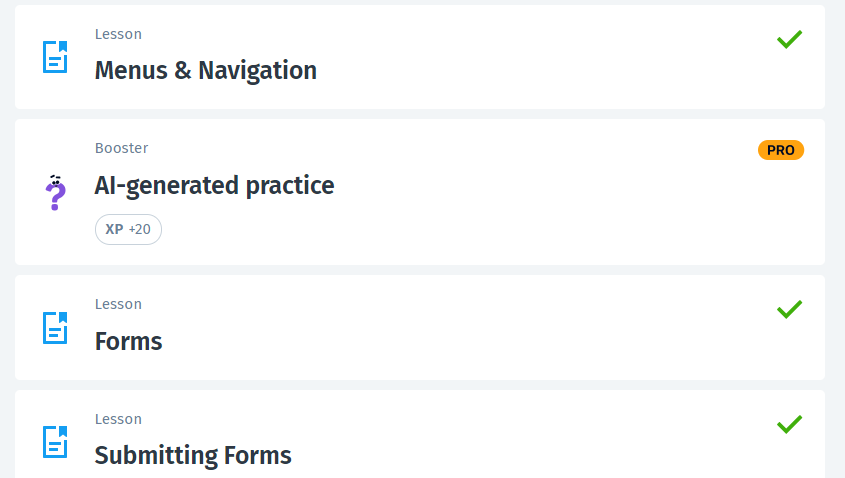 Lesson
Menus & Navigation
Booster
PRO
AI-generated practice
XP +20
Lesson
Forms
Lesson
Submitting Forms